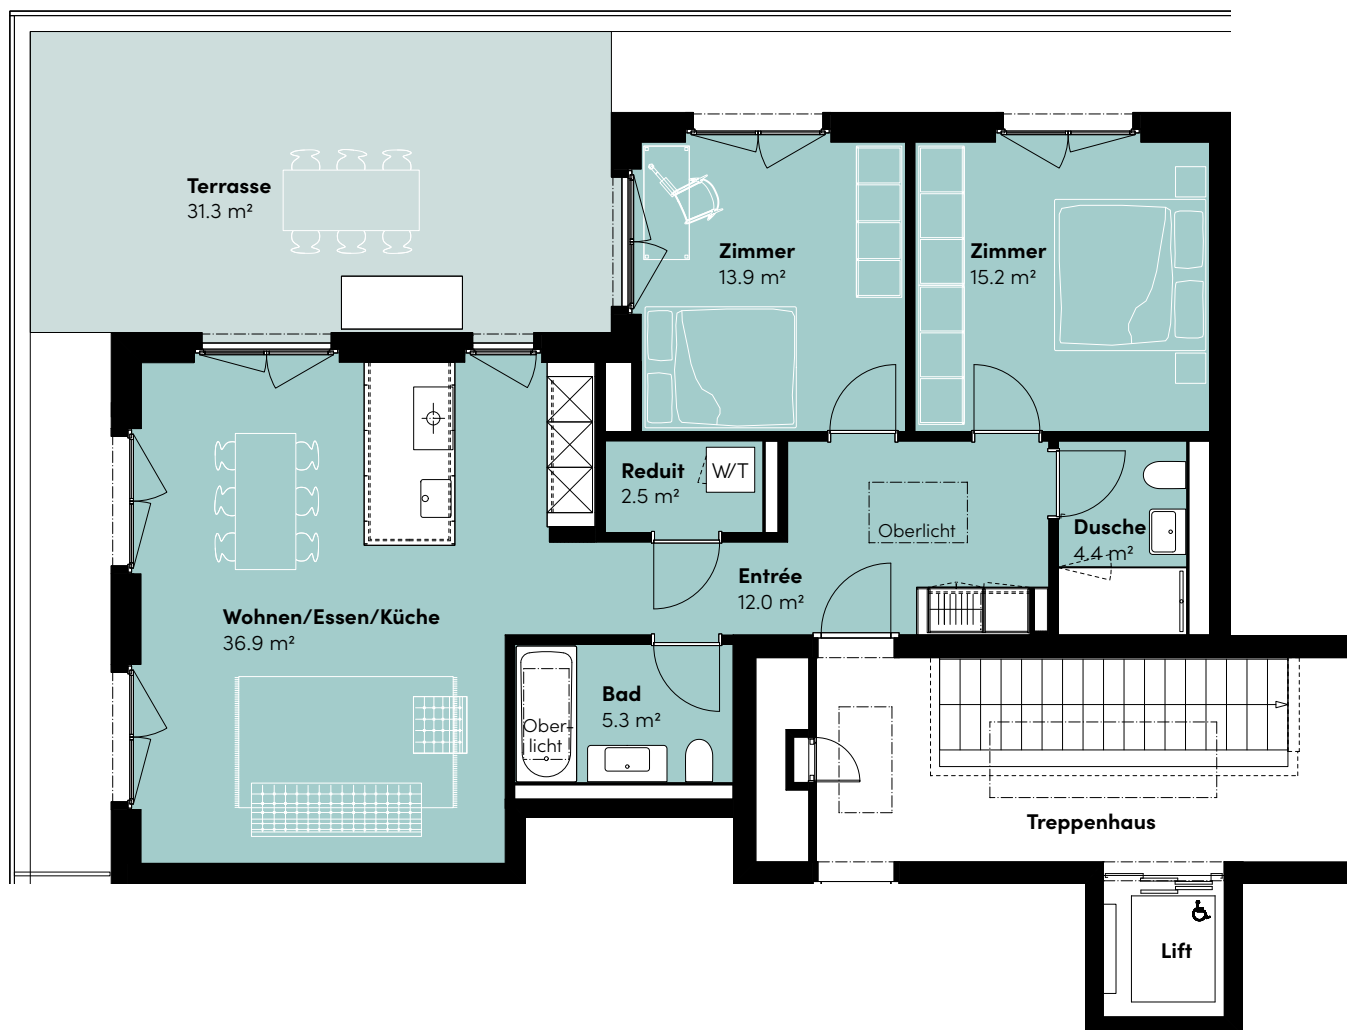 Terrasse
31.3 m²
Zimmer
13.9 m²
Zimmer
15.2 m²
Reduit
2.5 m²
W/T
Oberlicht
Dusche
4.4 m²
Entrée
12.0 m²
Wohnen/Essen/Küche
36.9 m²
Bad
5.3 m²
Ober-
licht
Treppenhaus
Lift